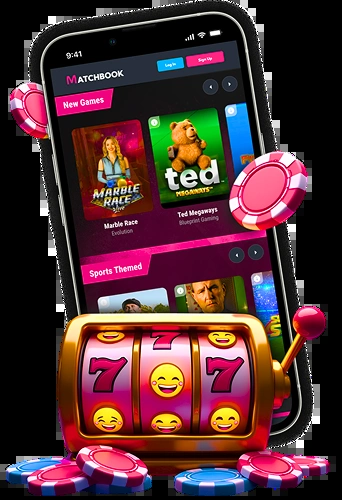 9:41
MATCHBOOK
Log In
Sign Up
New Games
MARBLE
RACE
Live
ted
MEGAWAYS
Marble Race
Evolution
Ted Megaways
Blueprint Gaming
Sports Themed
7
7
7